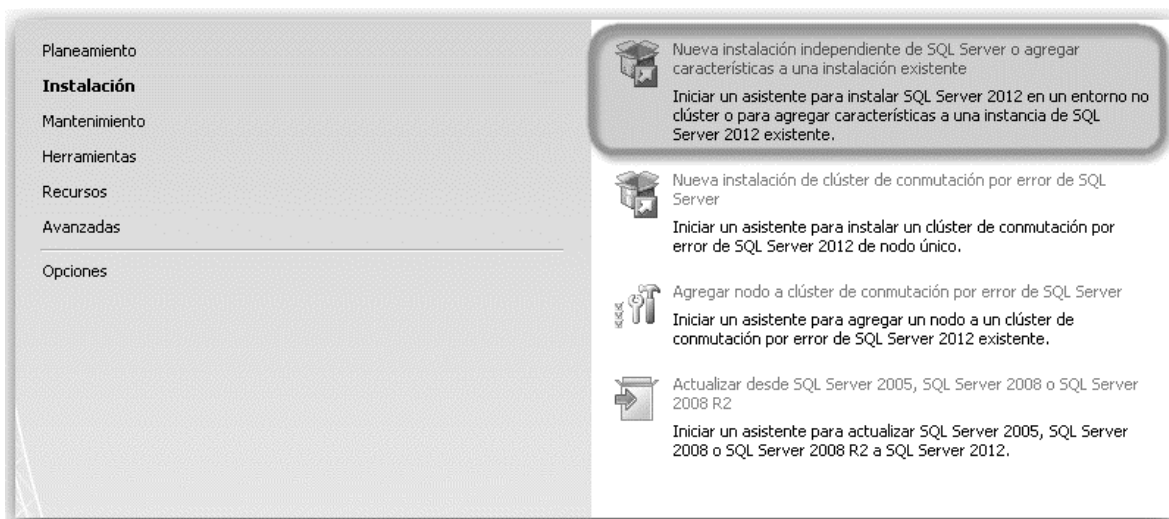 Planeamiento
Instalación
Mantenimiento
Herramientas
Recursos
Avanzadas
Opciones
Nueva instalación independiente de SQL Server o agregar
características a una instalación existente
Iniciar un asistente para instalar SQL Server 2012 en un entorno no
clúster o para agregar características a una instancia de SQL
Server 2012 existente.
Nueva instalación de clúster de conmutación por error de SQL
Server
Iniciar un asistente para instalar un clúster de conmutación por
error de SQL Server 2012 de nodo único.
Agregar nodo a clúster de conmutación por error de SQL Server
Iniciar un asistente para agregar un nodo a un clúster de
conmutación por error de SQL Server 2012 existente.
Actualizar desde SQL Server 2005, SQL Server 2008 o SQL Server
2008 R2
Iniciar un asistente para actualizar SQL Server 2005, SQL Server
2008 o SQL Server 2008 R2 a SQL Server 2012.